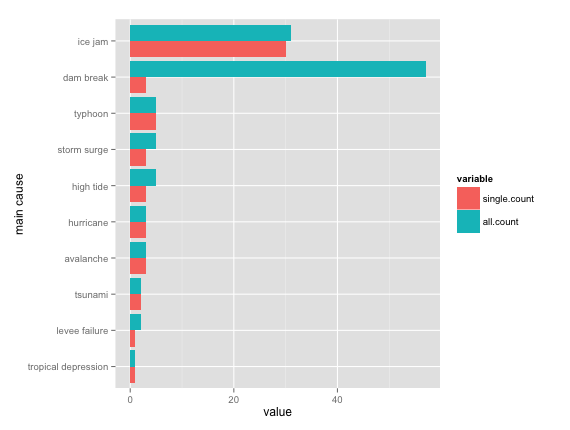 ice jam
dam break
typhoon
storm surge
high tide
hurricane
avalanche
tsunami
levee failure
tropical depression
main cause
0 20 40
value
variable
single.count
all.count